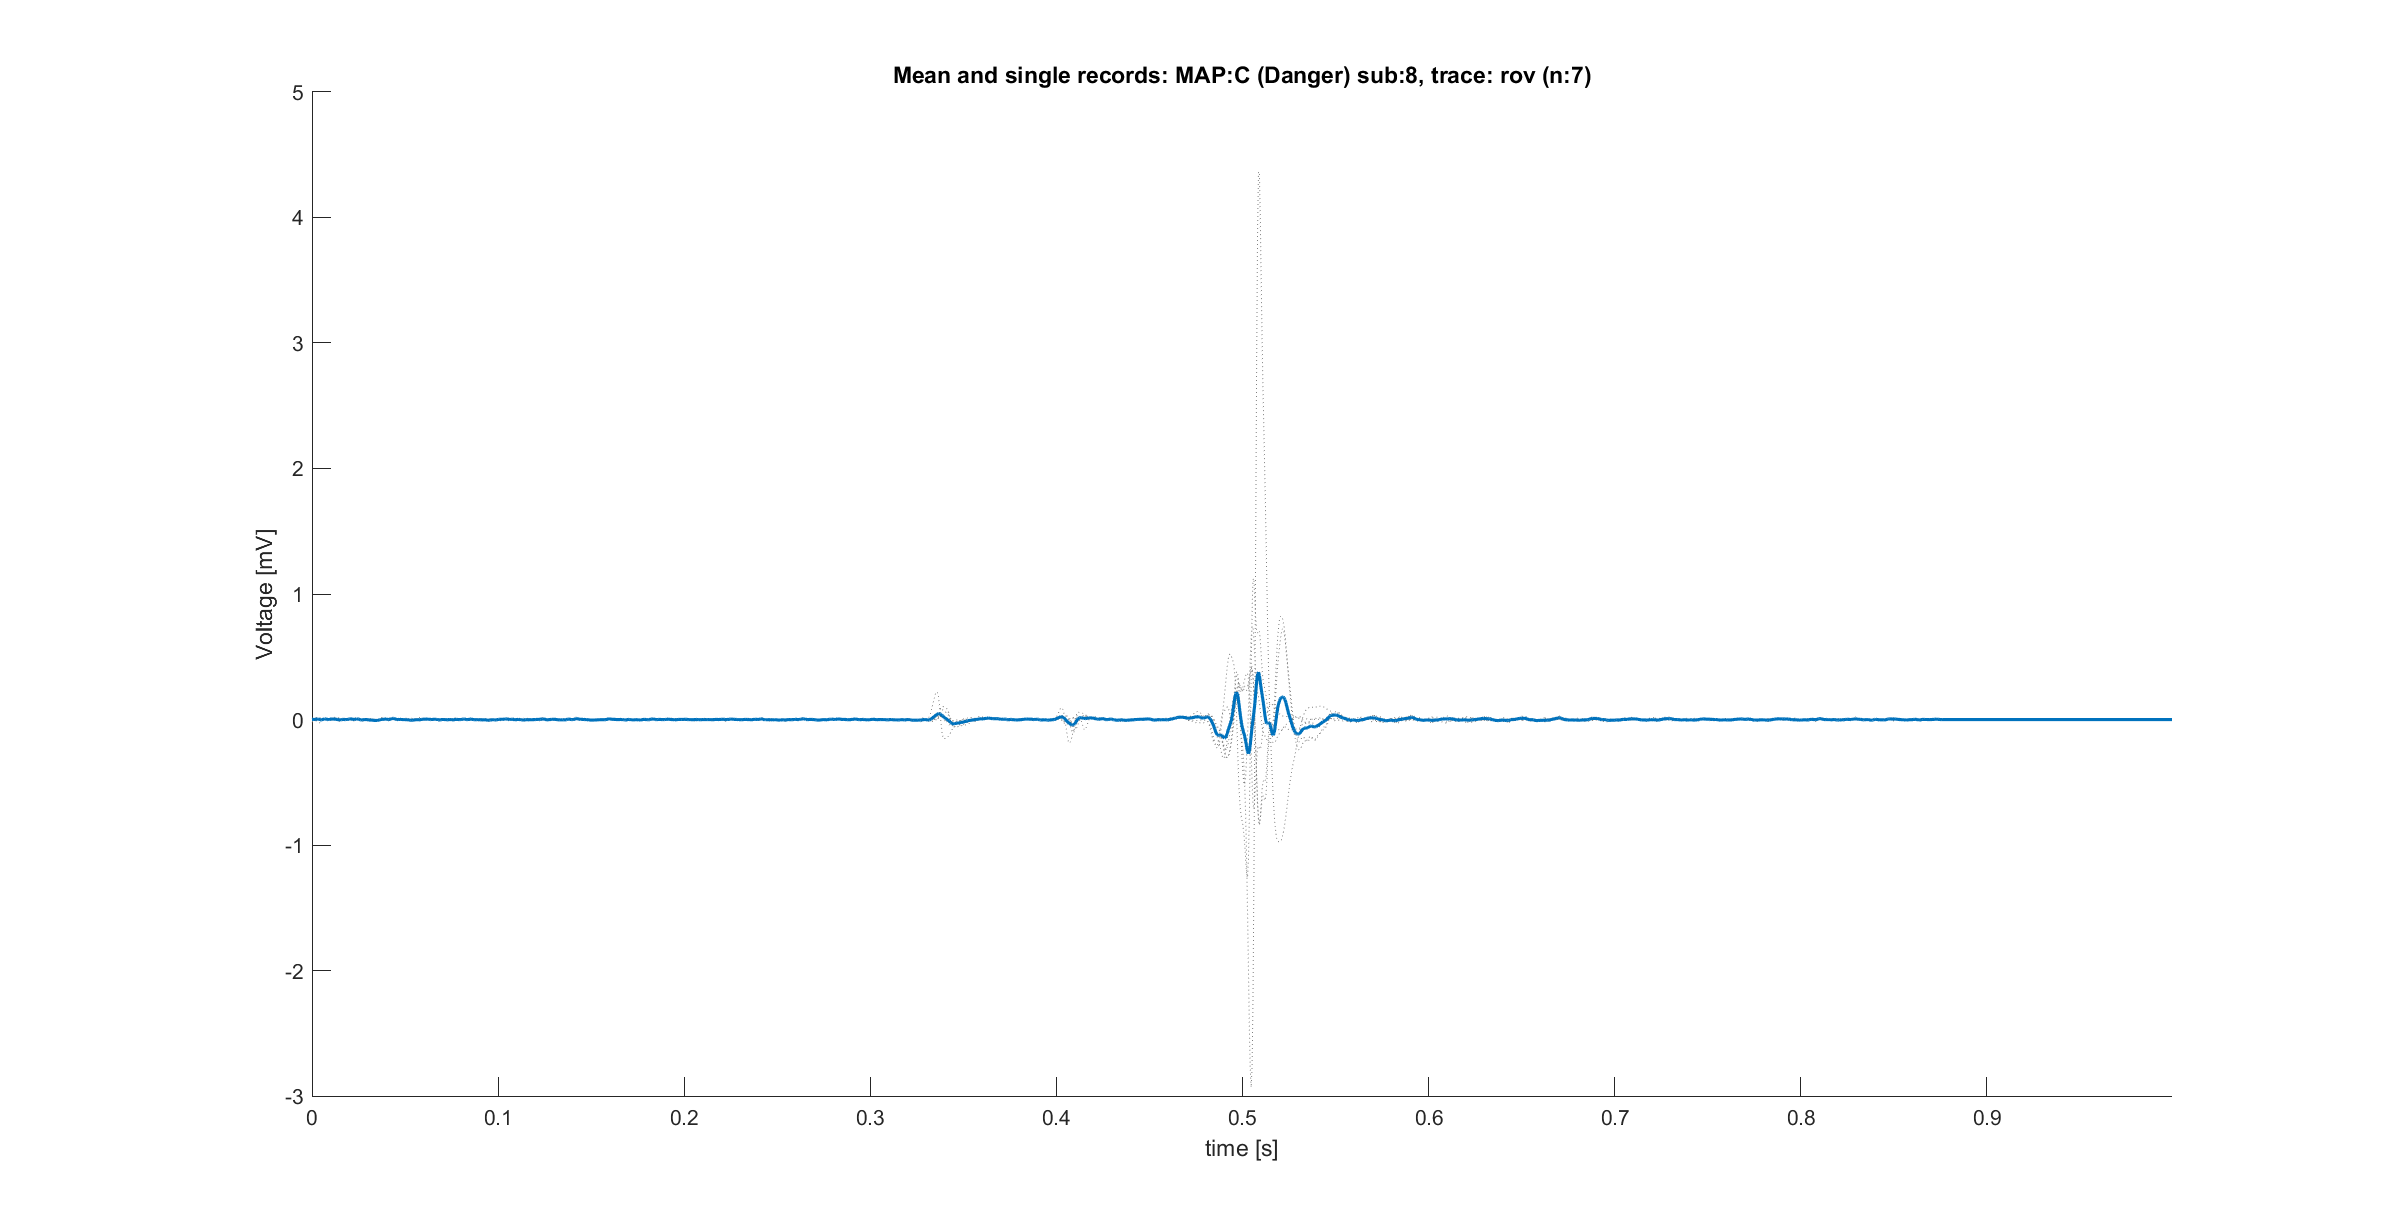 Mean and single records: MAP:C (Danger) sub:8, trace: rov (n:7)
5
4
3
2
1
0
-1
-2
-3
Voltage [mV]
0 0.1 0.2 0.3 0.4 0.5 0.6 0.7 0.8 0.9
time [s]